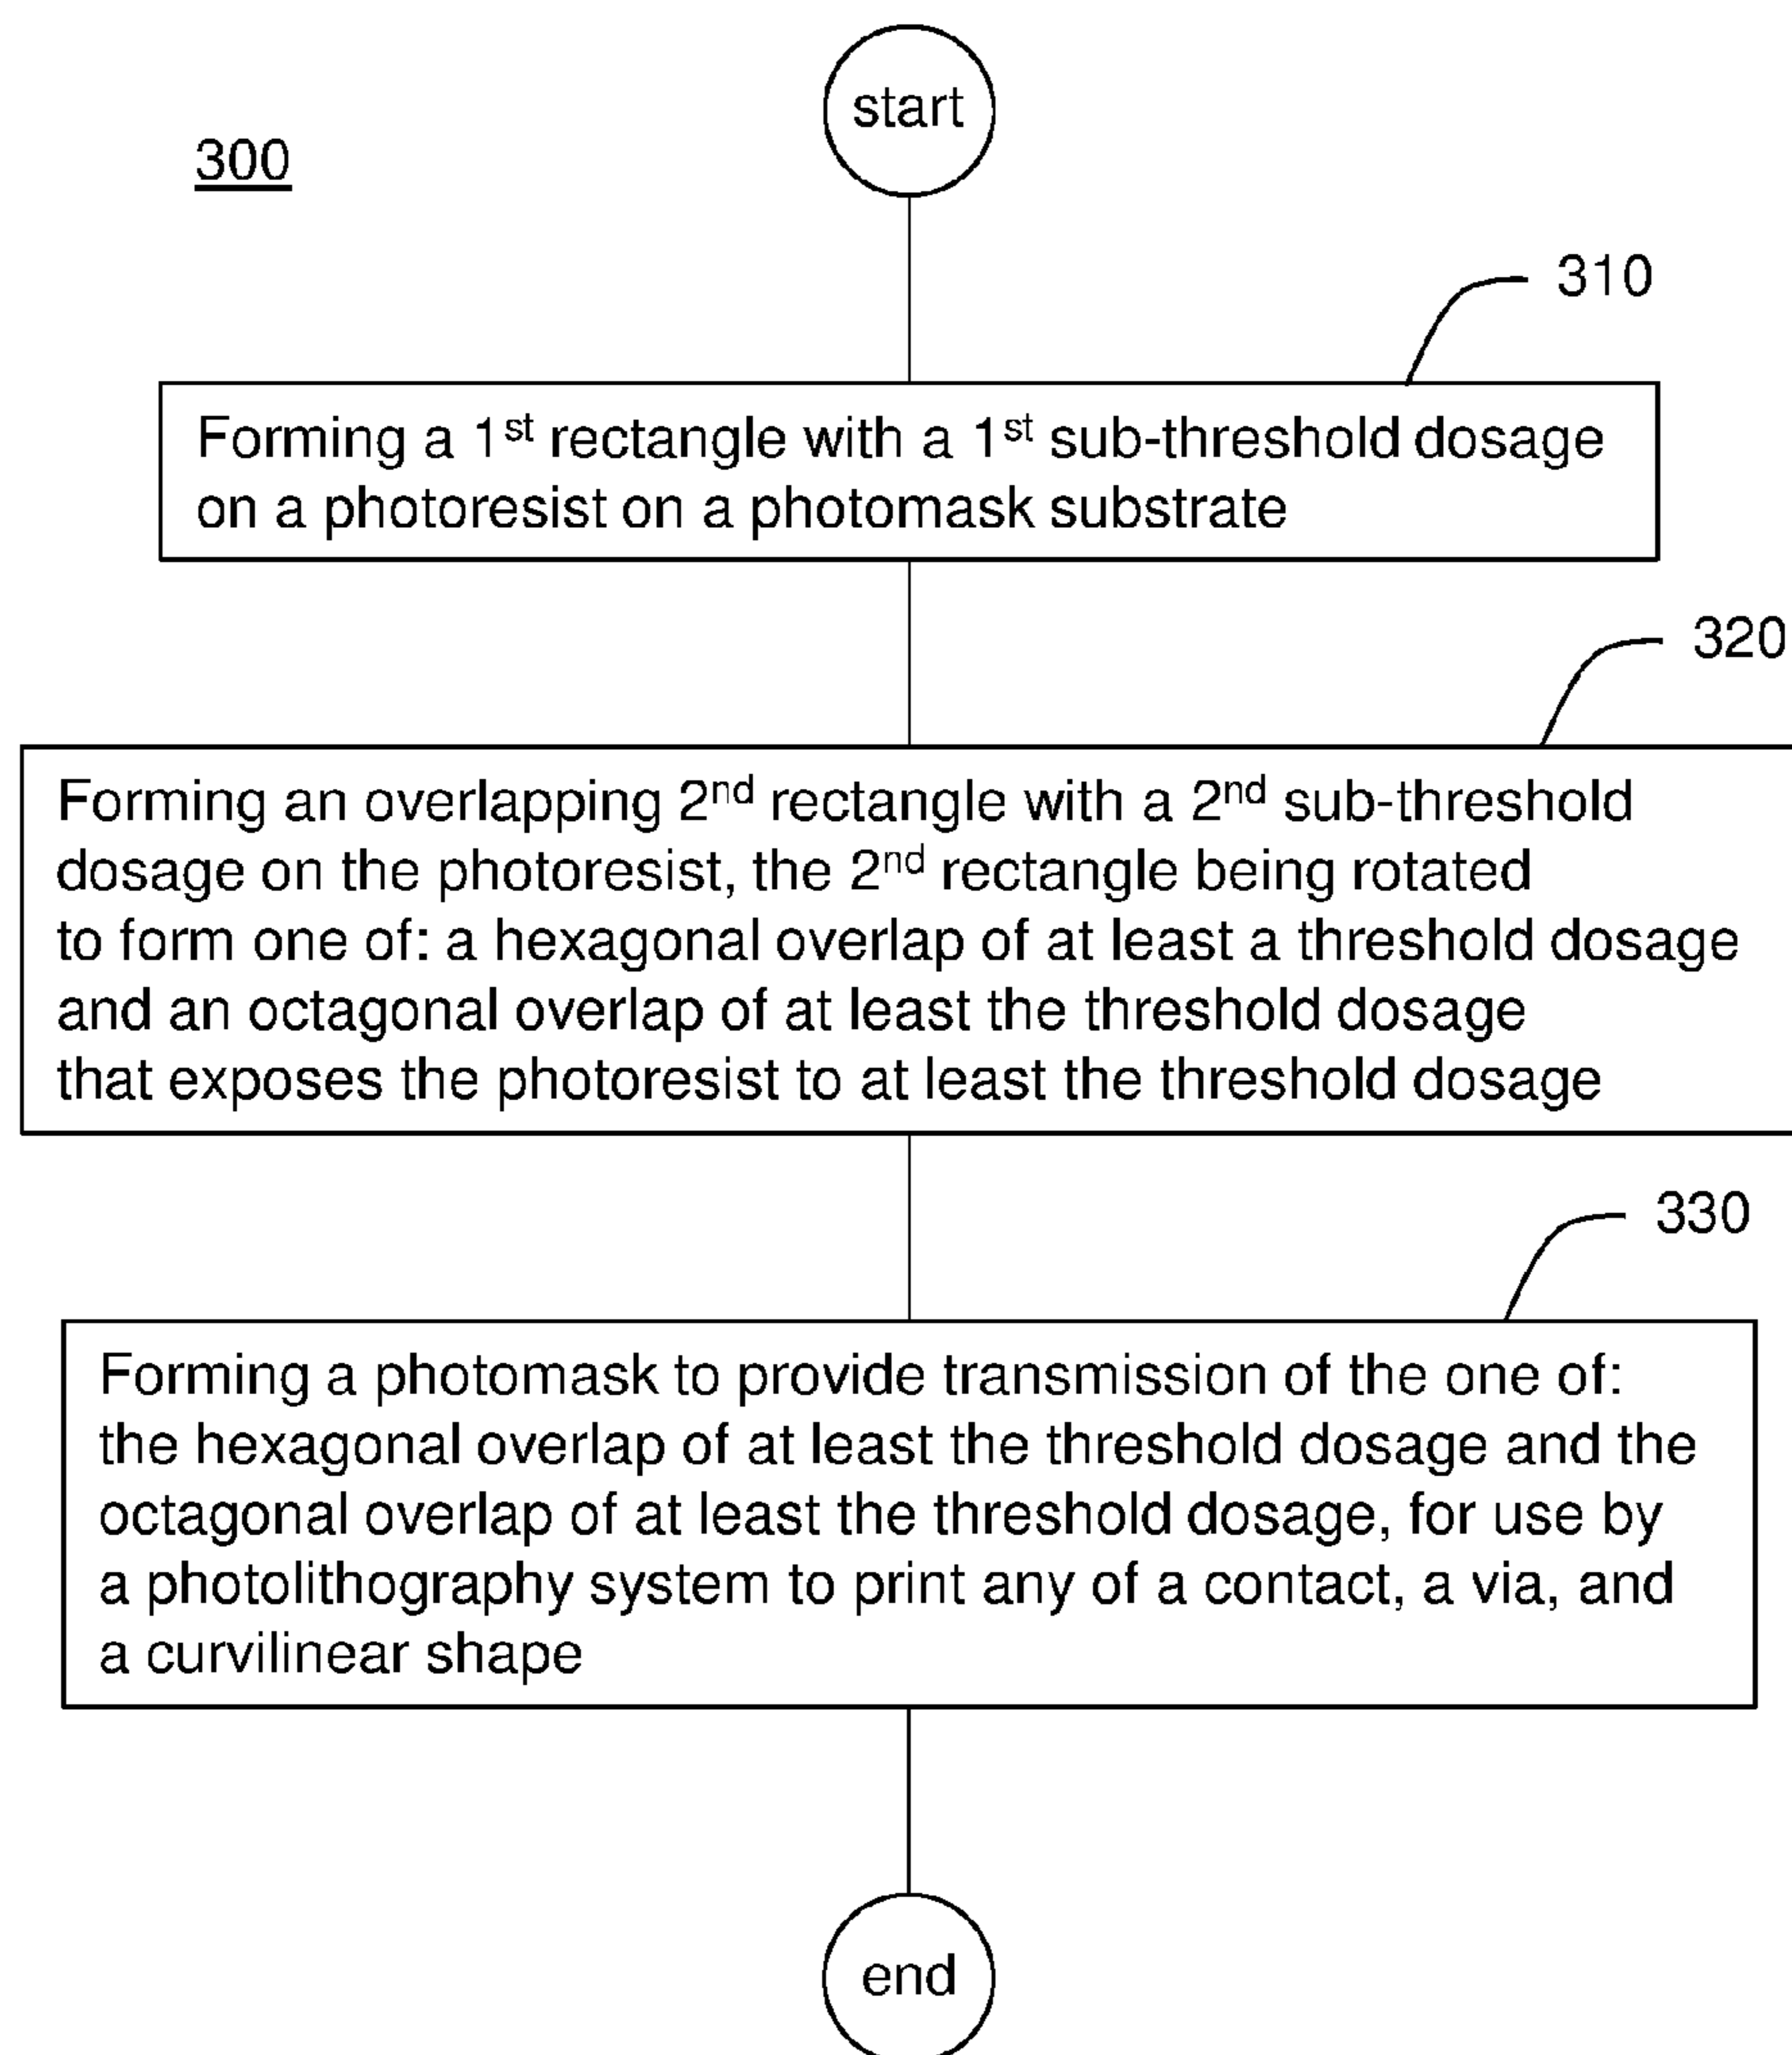 start
300
310
Forming a 1st rectangle with a 1st sub-threshold dosage
on a photoresist on a photomask substrate
320
Forming an overlapping 2nd rectangle with a 2nd sub-threshold
dosage on the photoresist, the 2nd rectangle being rotated
to form one of: a hexagonal overlap of at least a threshold dosage
and an octagonal overlap of at least the threshold dosage
that exposes the photoresist to at least the threshold dosage
330
Forming a photomask to provide transmission of the one of:
the hexagonal overlap of at least the threshold dosage and the
octagonal overlap of at least the threshold dosage, for use by
a photolithography system to print any of a contact, a via, and
a curvilinear shape
end